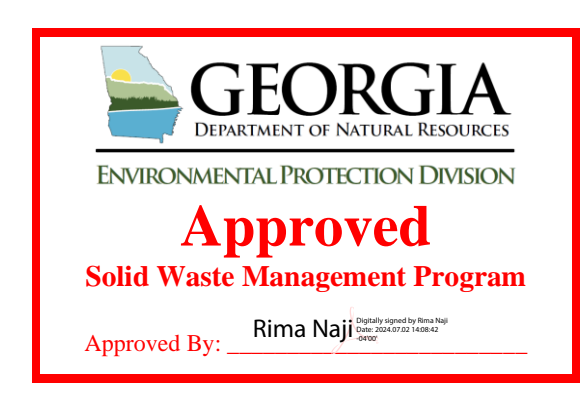 GEORGIA
DEPARTMENT OF NATURAL RESOURCES
ENVIRONMENTAL PROTECTION DIVISION
Approved
Solid Waste Management Program
Approved By: Rima Naji
Digitally signed by Rima Naji
Date: 2024.07.02 14:08:42
-04'00'